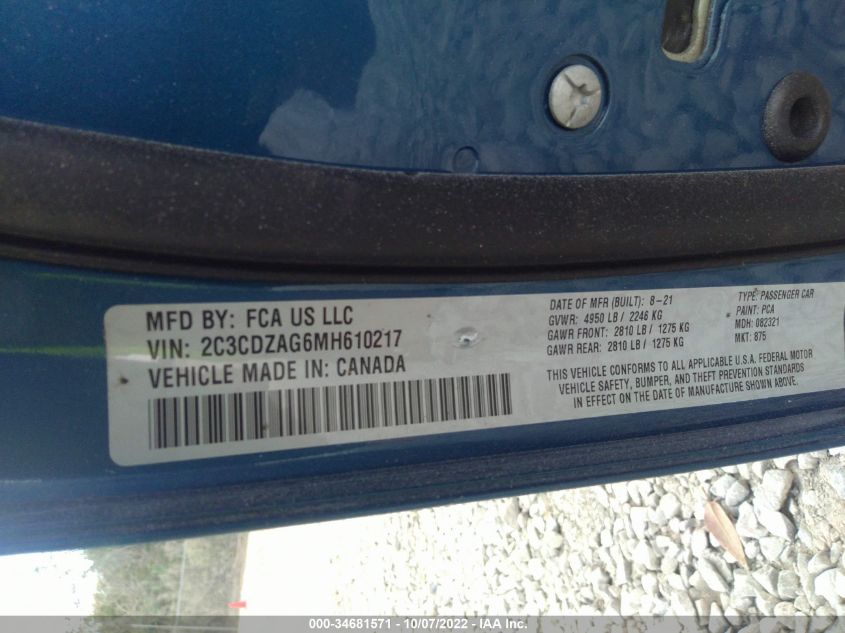 MFD BY: FCA US LLC
VIN: 2C3CDZAG6MH610217
VEHICLE MADE IN: CANADA
DATE OF MFR (BUILT): 8-21
GVWR: 4950 LB / 2246 KG
GAWR FRONT: 2810 LB / 1275 KG
GAWR REAR: 2810 LB / 1275 KG
TYPE: PASSENGER CAR
PAINT: PCA
MDH: 082321
MKT: 875
THIS VEHICLE CONFORMS TO ALL APPLICABLE U.S.A. FEDERAL MOTOR
VEHICLE SAFETY, BUMPER, AND THEFT PREVENTION STANDARDS
IN EFFECT ON THE DATE OF MANUFACTURE SHOWN ABOVE.
000-34681571 - 10/07/2022 - IAA Inc.